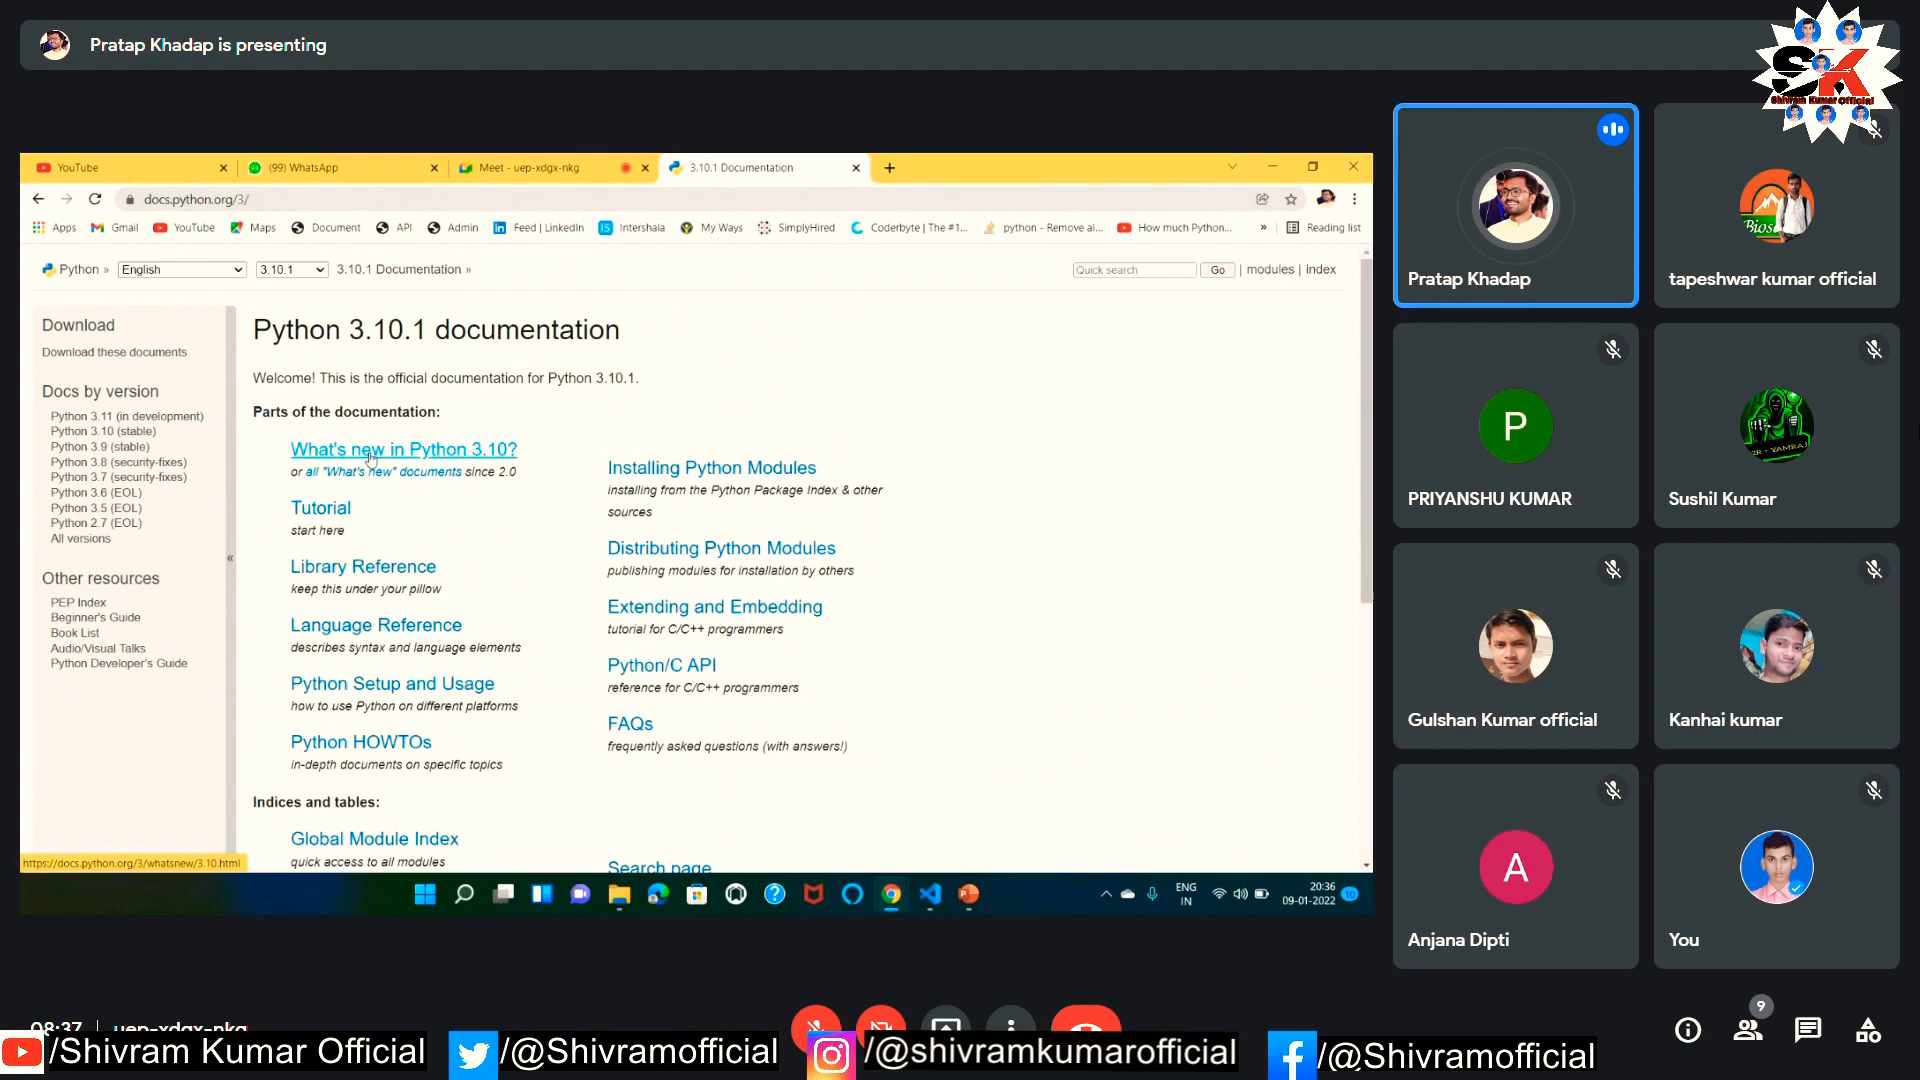 Pratap Khadap is presenting
SK
Shivram Kumar Official
YouTube
(99) WhatsApp
Meet - uep-xdgx-nkg
3.10.1 Documentation
docs.python.org/3/
Apps
Gmail
YouTube
Maps
Document
API
Admin
Feed | LinkedIn
Intershala
My Ways
SimplyHired
Coderbyte | The #1...
python - Remove al...
How much Python...
»
Reading list
Python »
English
3.10.1
3.10.1 Documentation »
Quick search
Go
| modules | index
Download
Download these documents
Docs by version
Python 3.11 (in development)
Python 3.10 (stable)
Python 3.9 (stable)
Python 3.8 (security-fixes)
Python 3.7 (security-fixes)
Python 3.6 (EOL)
Python 3.5 (EOL)
Python 2.7 (EOL)
All versions
Other resources
PEP Index
Beginner's Guide
Book List
Audio/Visual Talks
Python Developer's Guide
«
Python 3.10.1 documentation
Welcome! This is the official documentation for Python 3.10.1.
Parts of the documentation:
What's new in Python 3.10?
or all "What's new" documents since 2.0
Tutorial
start here
Library Reference
keep this under your pillow
Language Reference
describes syntax and language elements
Python Setup and Usage
how to use Python on different platforms
Python HOWTOs
in-depth documents on specific topics
Installing Python Modules
installing from the Python Package Index & other
sources
Distributing Python Modules
publishing modules for installation by others
Extending and Embedding
tutorial for C/C++ programmers
Python/C API
reference for C/C++ programmers
FAQs
frequently asked questions (with answers!)
Indices and tables:
Global Module Index
quick access to all modules
Search page
https://docs.python.org/3/whatsnew/3.10.html
ENG
IN
20:36
09-01-2022
10
Pratap Khadap
tapeshwar kumar official
P
PRIYANSHU KUMAR
Sushil Kumar
Gulshan Kumar official
Kanhai kumar
A
Anjana Dipti
You
9
08:37 | uep-xdgx-nkg
/Shivram Kumar Official
/@Shivramofficial
/@shivramkumarofficial
/@Shivramofficial